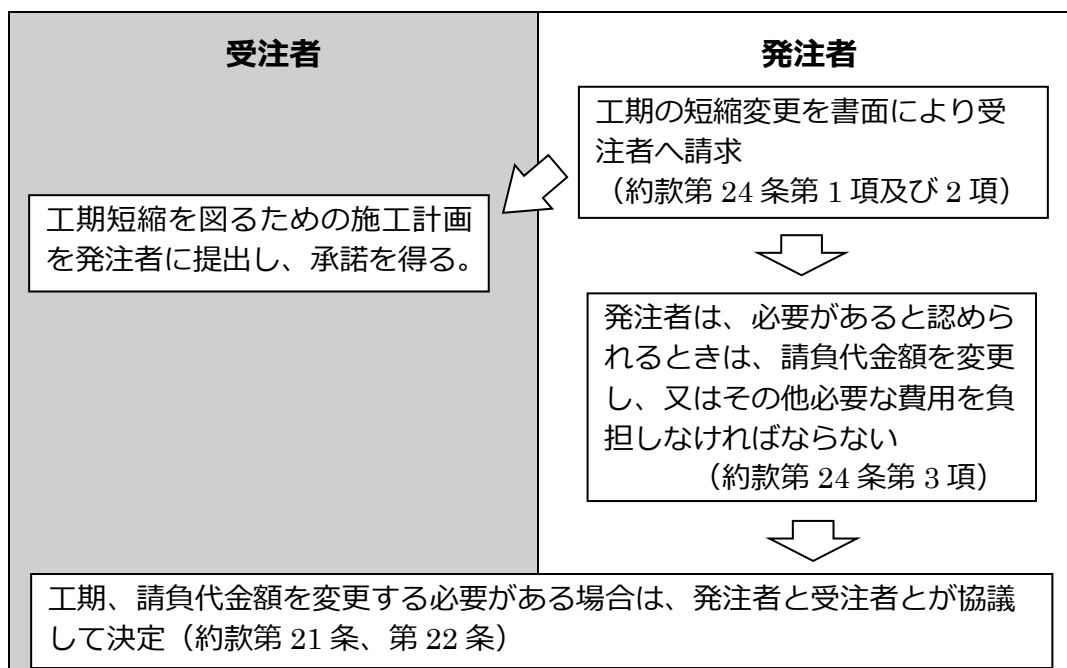 受注者
発注者
工期の短縮変更を書面により受
注者へ請求
（約款第 24 条第 1 項及び 2 項）
工期短縮を図るための施工計画
を発注者に提出し、承諾を得る。
発注者は、必要があると認めら
れるときは、請負代金額を変更
し、又はその他必要な費用を負
担しなければならない
（約款第 24 条第 3 項）
工期、請負代金額を変更する必要がある場合は、発注者と受注者とが協議
して決定（約款第 21 条、第 22 条）